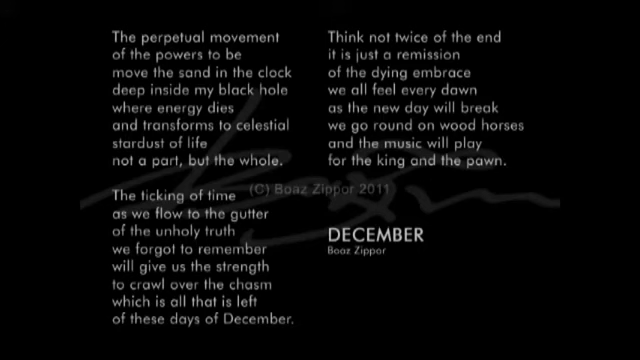 The perpetual movement
of the powers to be
move the sand in the clock
deep inside my black hole
where energy dies
and transforms to celestial
stardust of life
not a part, but the whole.
The ticking of time
as we flow to the gutter
of the unholy truth
we forgot to remember
will give us the strength
to crawl over the chasm
which is all that is left
of these days of December.
Think not twice of the end
it is just a remission
of the dying embrace
we all feel every dawn
as the new day will break
we go round on wood horses
and the music will play
for the king and the pawn.
(C) Boaz Zippor 2011
DECEMBER
Boaz Zippor